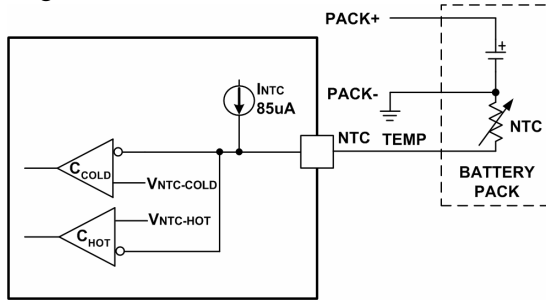 PACK+
INTC
85uA
+
PACK-
NTC
TEMP
NTC
CCOLD
VNTC-COLD
VNTC-HOT
CHOT
BATTERY
PACK